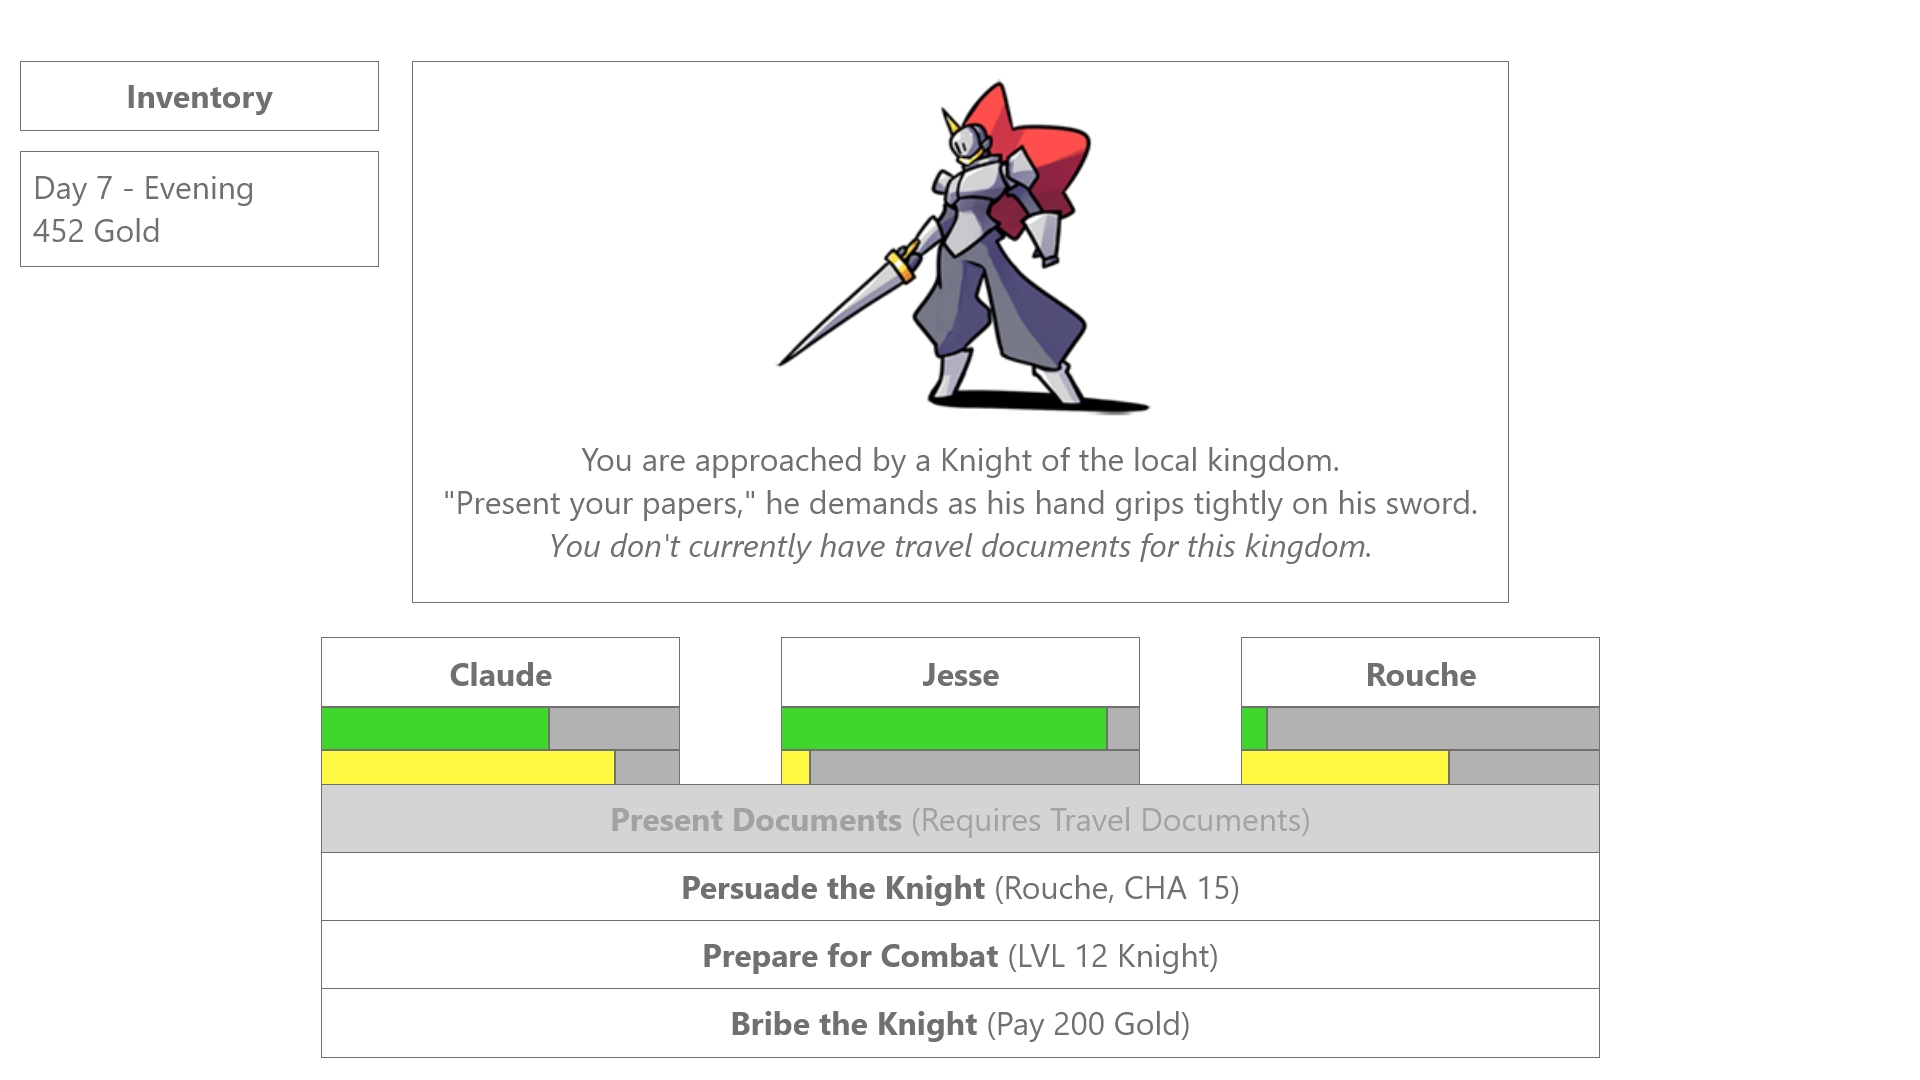 Inventory
Day 7 - Evening
452 Gold
You are approached by a Knight of the local kingdom.
"Present your papers," he demands as his hand grips tightly on his sword.
You don't currently have travel documents for this kingdom.
Claude
Jesse
Rouche
Present Documents (Requires Travel Documents)
Persuade the Knight (Rouche, CHA 15)
Prepare for Combat (LVL 12 Knight)
Bribe the Knight (Pay 200 Gold)